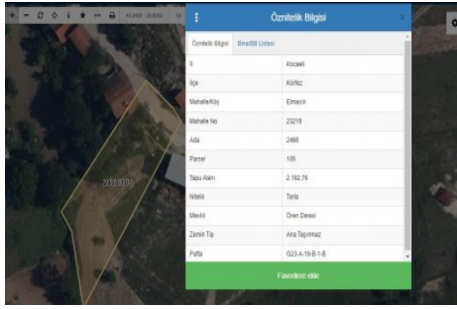 Öznitelik Bilgisi
Öznitelik Bilgisi Bina/BB Listesi
İl Kocaeli
İlçe Körfez
Mahalle/Köy Elmacık
Mahalle No 23219
Ada 2468
Parsel 105
Tapu Alanı 2.182,76
Nitelik Tarla
Mevkii Ören Deresi
Zemin Tip Ana Taşınmaz
Pafta G23-A-19-B-1-B
Favorilere ekle